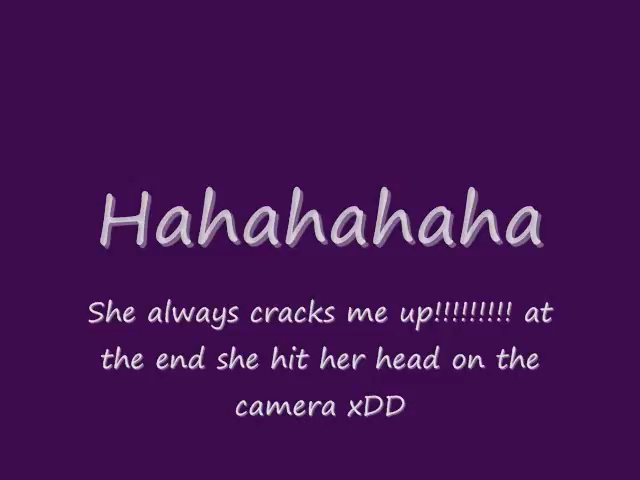 Hahahahaha
She always cracks me up!!!!!!!!! at
the end she hit her head on the
camera xDD